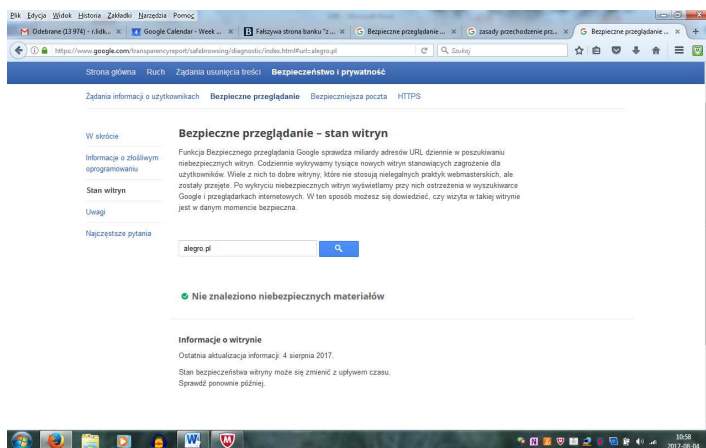 Plik Edycja Widok Historia Zakładki Narzędzia Pomoc
Odebrane (13 974) - r.lidk...
Google Calendar - Week ...
Fałszywa strona banku "z ...
Bezpieczne przeglądanie ...
zasady przechodzenie prz...
Bezpieczne przeglądanie ...
https://www.google.com/transparencyreport/safebrowsing/diagnostic/index.html#url=alegro.pl
Szukaj
Strona główna Ruch Żądania usunięcia treści Bezpieczeństwo i prywatność
Żądania informacji o użytkownikach Bezpieczne przeglądanie Bezpieczniejsza poczta HTTPS
W skrócie
Informacje o złośliwym
oprogramowaniu
Stan witryn
Uwagi
Najczęstsze pytania
Bezpieczne przeglądanie – stan witryn
Funkcja Bezpiecznego przeglądania Google sprawdza miliardy adresów URL dziennie w poszukiwaniu
niebezpiecznych witryn. Codziennie wykrywamy tysiące nowych witryn stanowiących zagrożenie dla
użytkowników. Wiele z nich to dobre witryny, które nie stosują nielegalnych praktyk webmasterskich, ale
zostały przejęte. Po wykryciu niebezpiecznych witryn wyświetlamy przy nich ostrzeżenia w wyszukiwarce
Google i przeglądarkach internetowych. W ten sposób możesz się dowiedzieć, czy wizyta w takiej witrynie
jest w danym momencie bezpieczna.
alegro.pl
Nie znaleziono niebezpiecznych materiałów
Informacje o witrynie
Ostatnia aktualizacja informacji: 4 sierpnia 2017.
Stan bezpieczeństwa witryny może się zmienić z upływem czasu.
Sprawdź ponownie później.
10:58
2017-08-04